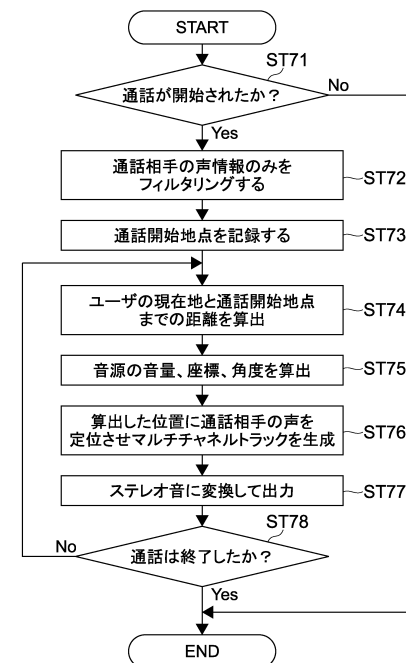 START
ST71
通話が開始されたか?
No
Yes
通話相手の声情報のみを
フィルタリングする
ST72
通話開始地点を記録する
ST73
ユーザの現在地と通話開始地点
までの距離を算出
ST74
音源の音量、座標、角度を算出
ST75
算出した位置に通話相手の声を
定位させマルチチャネルトラックを生成
ST76
ステレオ音に変換して出力
ST77
ST78
No
通話は終了したか?
Yes
END